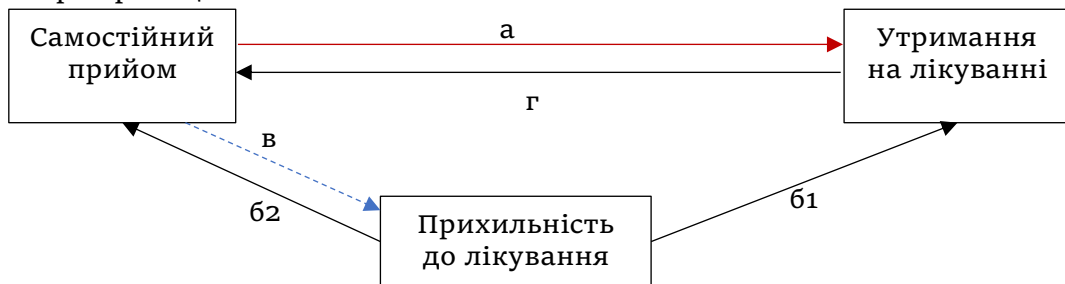 Самостійний
прийом
а
Утримання
на лікуванні
г
в
б2
б1
Прихильність
до лікування